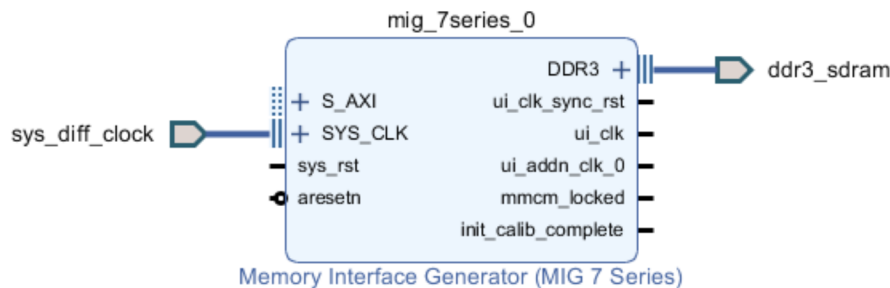 mig_7series_0
DDR3
ddr3_sdram
S_AXI
ui_clk_sync_rst
sys_diff_clock
SYS_CLK
ui_clk
sys_rst
ui_addn_clk_0
aresetn
mmcm_locked
init_calib_complete
Memory Interface Generator (MIG 7 Series)